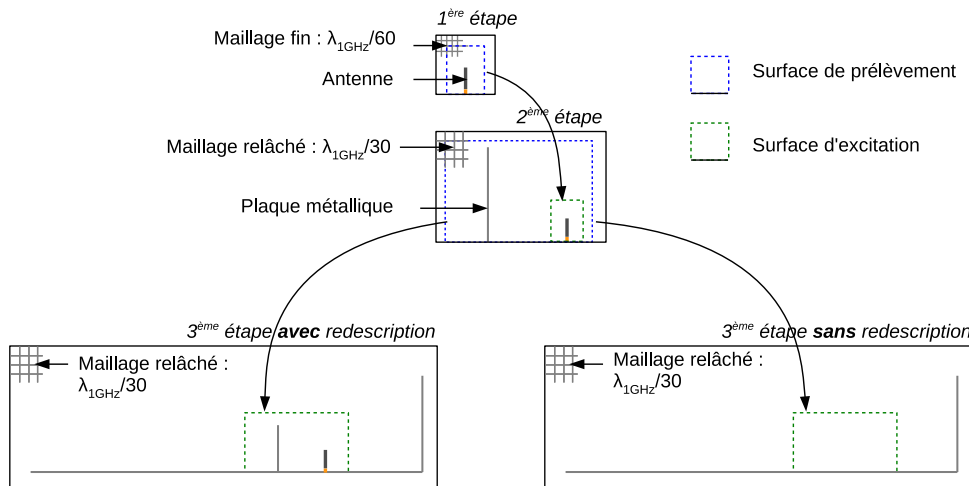 1ère étape
Maillage fin : λ1GHz/60
Antenne
Surface de prélèvement
2ème étape
Maillage relâché : λ1GHz/30
Surface d'excitation
Plaque métallique
3ème étape avec redescription
Maillage relâché :
λ1GHz/30
3ème étape sans redescription
Maillage relâché :
λ1GHz/30